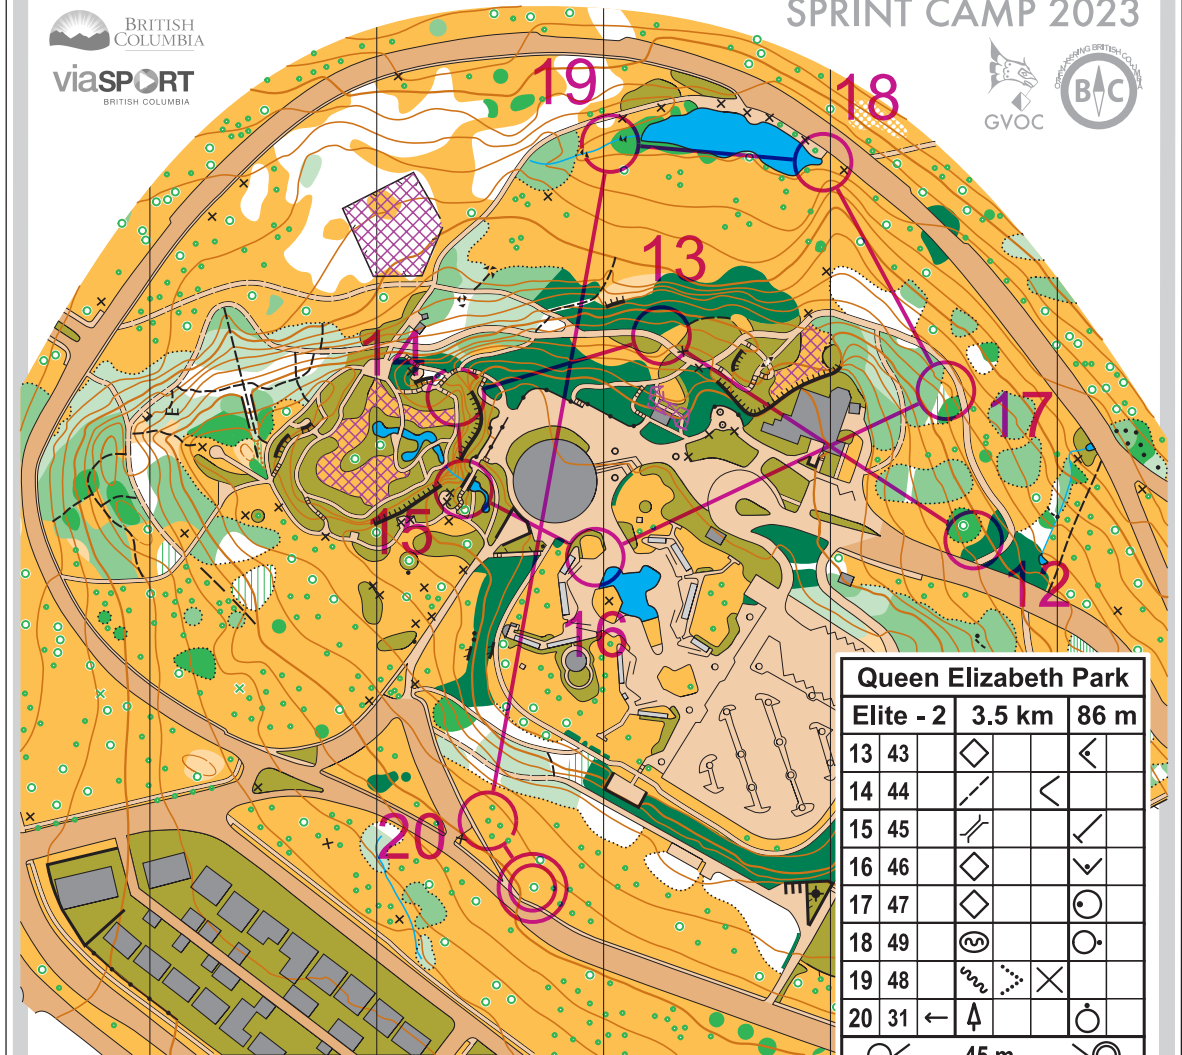 BRITISH
COLUMBIA
viaSPORT
BRITISH COLUMBIA
SPRINT CAMP 2023
GVOC
BC
19
18
13
14
17
15
12
16
20
Queen Elizabeth Park
Elite - 2 3.5 km 86 m
13 43
14 44
15 45
16 46
17 47
18 49
19 48
20 31
45 m